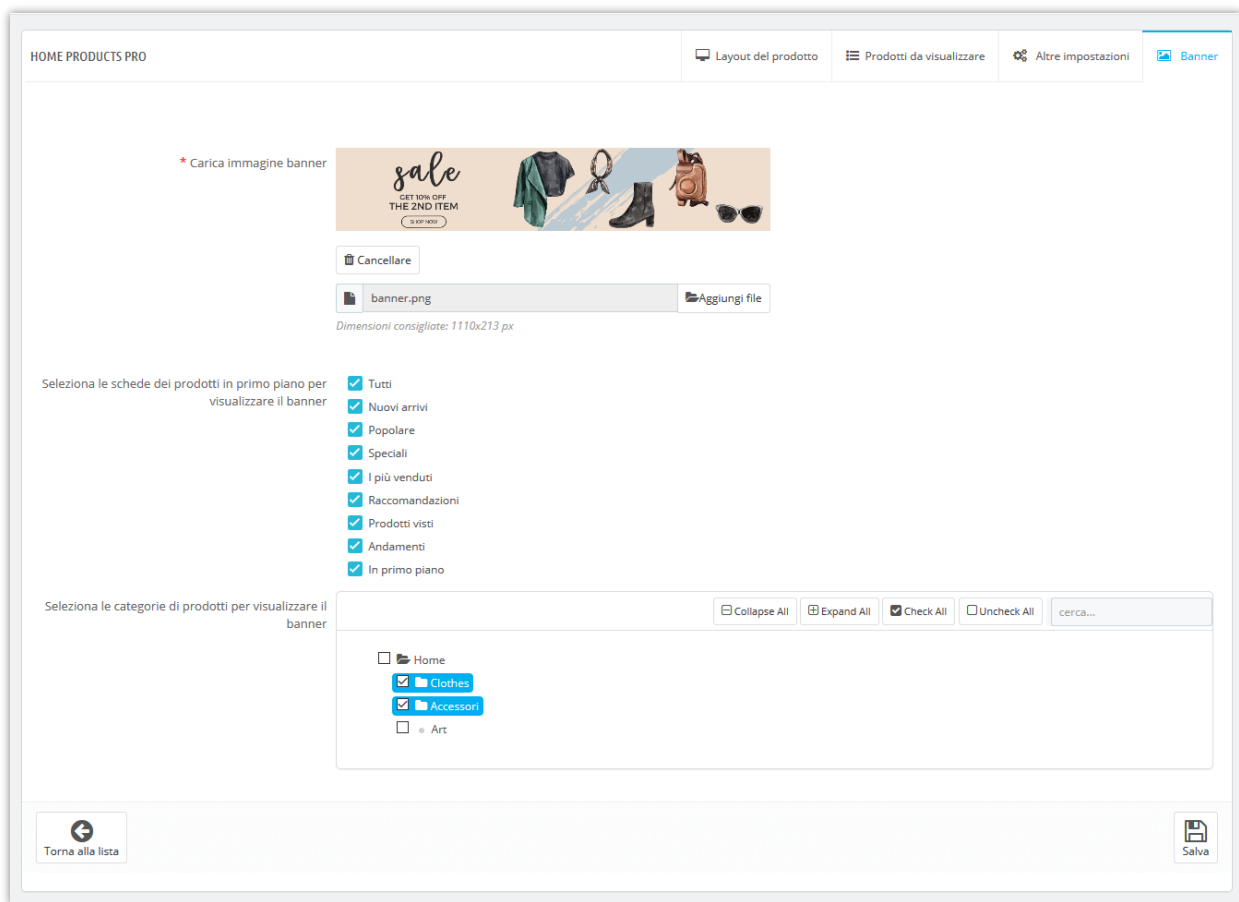 HOME PRODUCTS PRO
Layout del prodotto
Prodotti da visualizzare
Altre impostazioni
Banner
* Carica immagine banner
sale
GET 10% OFF
THE 2ND ITEM
SHOP NOW
Cancellare
banner.png
Aggiungi file
Dimensioni consigliate: 1110x213 px
Seleziona le schede dei prodotti in primo piano per
visualizzare il banner
Tutti
Nuovi arrivi
Popolare
Speciali
I più venduti
Raccomandazioni
Prodotti visti
Andamenti
In primo piano
Seleziona le categorie di prodotti per visualizzare il
banner
Collapse All
Expand All
Check All
Uncheck All
cerca...
Home
Clothes
Accessori
Art
Torna alla lista
Salva